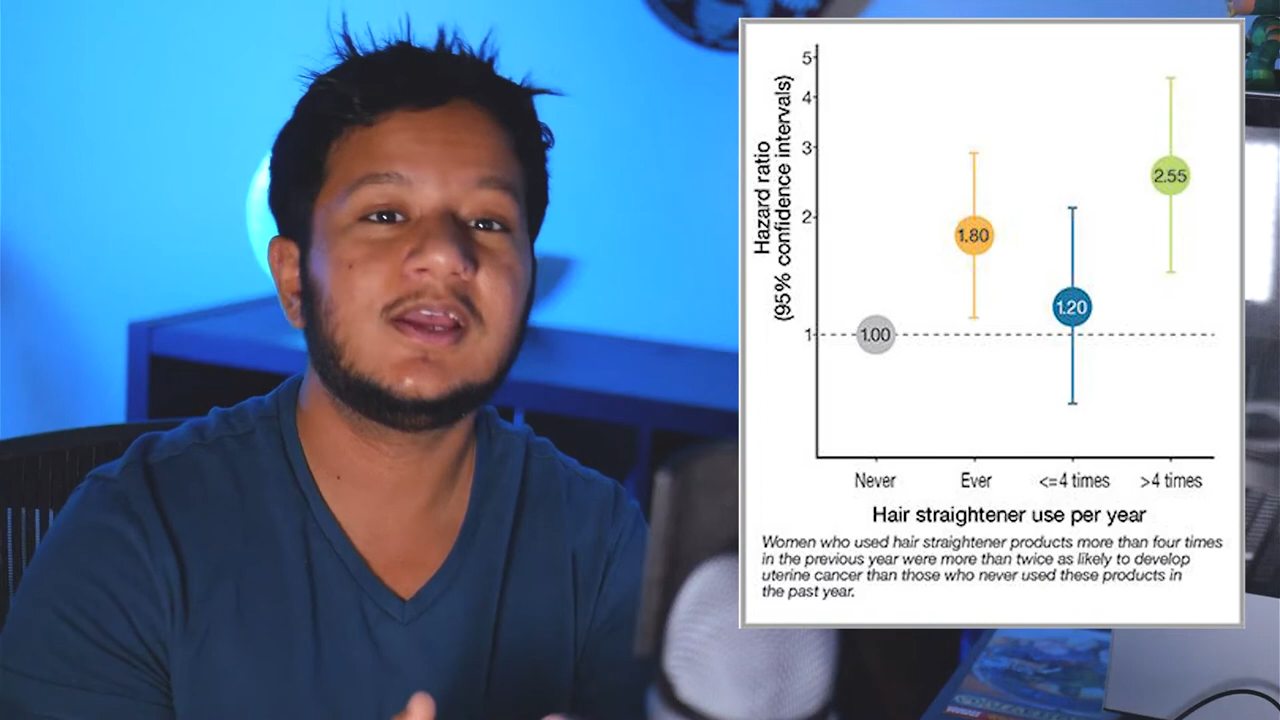 5
4
3
2
1
Hazard ratio
(95% confidence intervals)
1.00
1.80
1.20
2.55
Never
Ever
<=4 times
>4 times
Hair straightener use per year
Women who used hair straightener products more than four times
in the previous year were more than twice as likely to develop
uterine cancer than those who never used these products in
the past year.